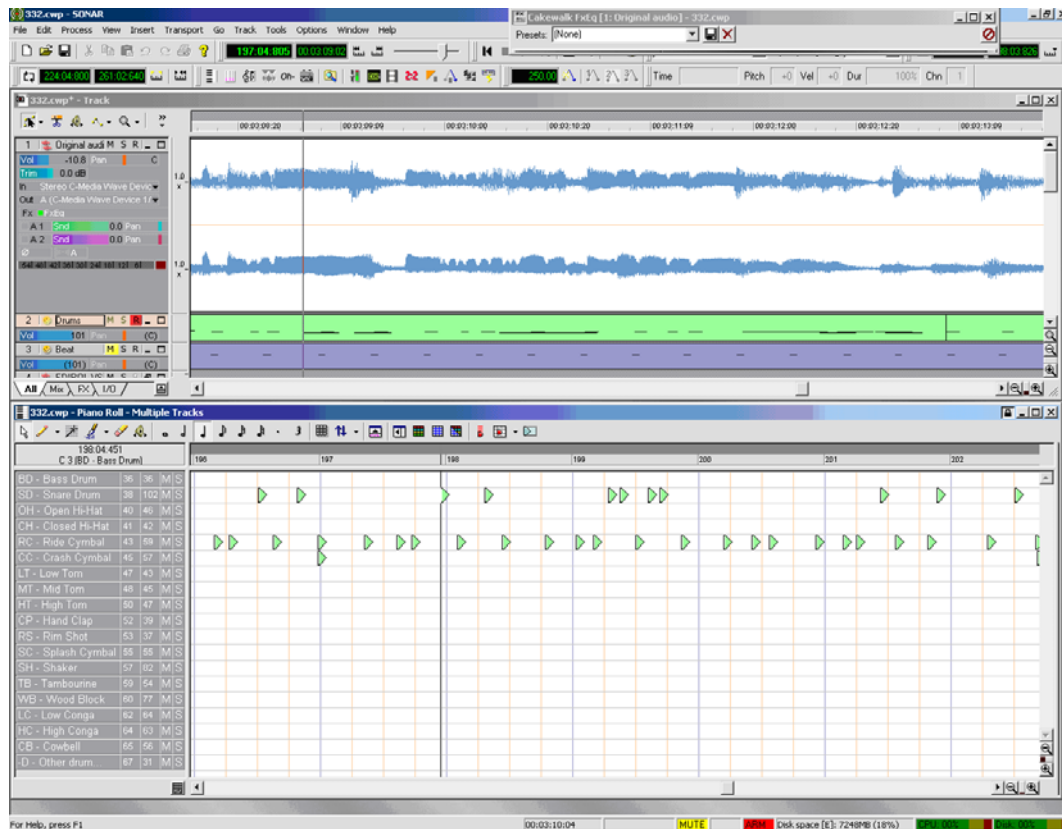 332.cwp - SONAR
Cakewalk FxEq [1: Original audio] - 332.cwp
File Edit Process View Insert Transport Go Track Tools Options Window Help
Presets: (None)
197:04:805 00:03:09:02
224:04:000 261:02:640 On- 250.00 Time Pitch +0 Vel +0 Dur 100% Chn 1
332.cwp* - Track
00:03:08:20 00:03:09:09 00:03:10:00 00:03:10:20 00:03:11:09 00:03:12:00 00:03:12:20 00:03:13:09
1 Original audi M S R
Vol -10.8 Pan C
Trim 0.0 dB
In Stereo C-Media Wave Devic
Out A (C-Media Wave Device 1/
FX FxEq
A 1 Snd 0.0 Pan
A 2 Snd 0.0 Pan
1.0
1.0
2 Drums M S R
Vol 101 Pan (C)
3 Beat M S R
Vol (101) Pan (C)
All Mix FX I/O
332.cwp - Piano Roll - Multiple Tracks
198:04:451
C 3 (BD - Bass Drum)
196 197 198 199 200 201 202
BD - Bass Drum 36 36 M S
SD - Snare Drum 38 102 M S
OH - Open Hi-Hat 40 46 M S
CH - Closed Hi-Hat 41 42 M S
RC - Ride Cymbal 43 59 M S
CC - Crash Cymbal 45 57 M S
LT - Low Tom 47 43 M S
MT - Mid Tom 48 45 M S
HT - High Tom 50 47 M S
CP - Hand Clap 52 39 M S
RS - Rim Shot 53 37 M S
SC - Splash Cymbal 55 55 M S
SH - Shaker 57 82 M S
TB - Tambourine 59 54 M S
WB - Wood Block 60 77 M S
LC - Low Conga 62 64 M S
HC - High Conga 64 63 M S
CB - Cowbell 65 56 M S
-D - Other drum... 67 31 M S
For Help, press F1
00:03:10:04 MUTE ARM Disk space [E]: 7248MB (18%) CPU: 00% Disk: 00%